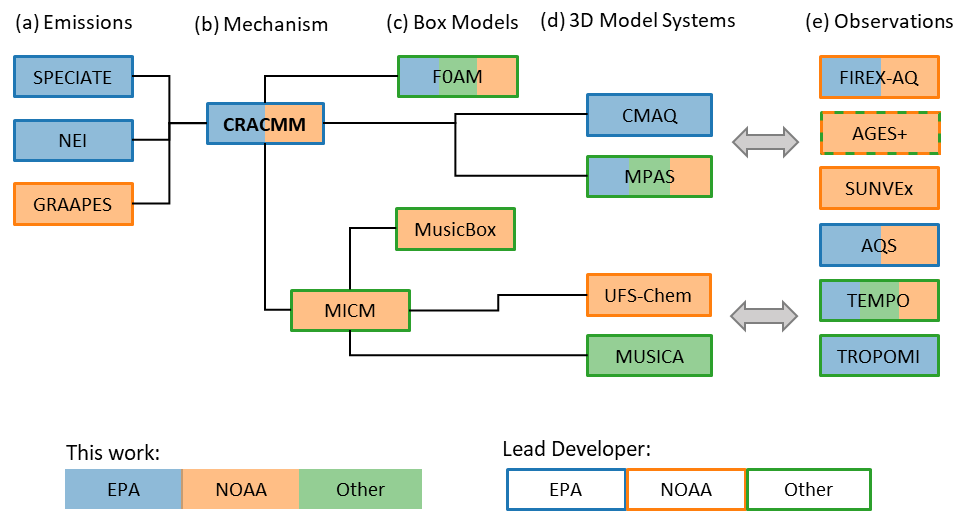 (a) Emissions
(b) Mechanism
(c) Box Models
(d) 3D Model Systems
(e) Observations
SPECIATE
NEI
GRAAPES
CRACMM
MICM
F0AM
MusicBox
CMAQ
MPAS
UFS-Chem
MUSICA
FIREX-AQ
AGES+
SUNVEx
AQS
TEMPO
TROPOMI
This work:
EPA
NOAA
Other
Lead Developer:
EPA
NOAA
Other